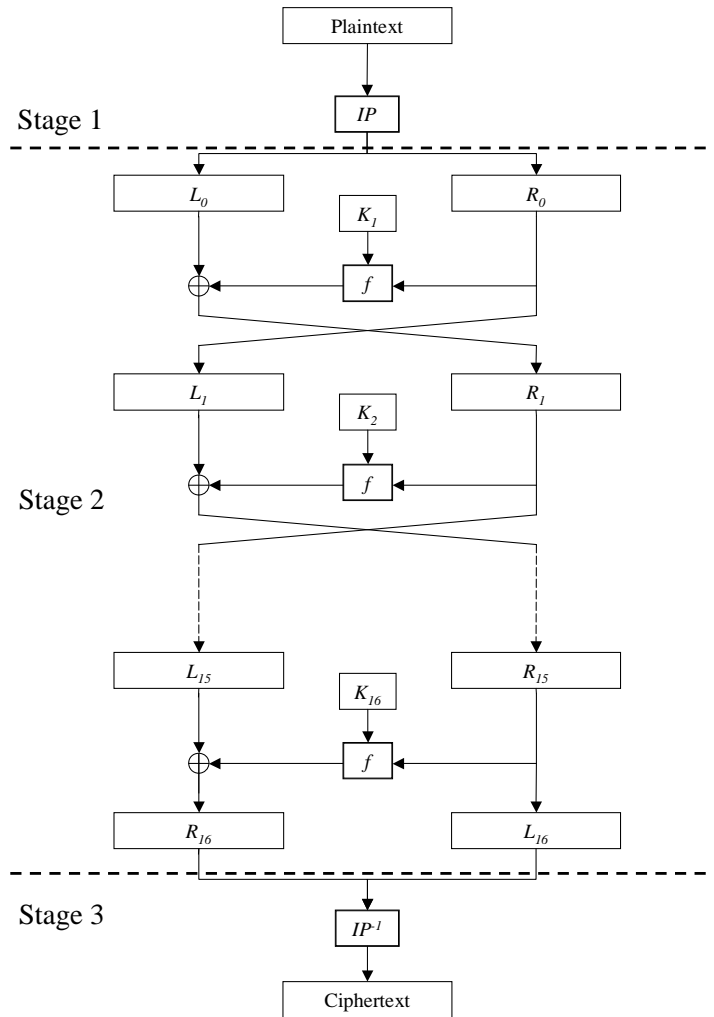 Plaintext
IP
Stage 1
L₀
R₀
K₁
f
L₁
R₁
K₂
f
Stage 2
L₁₅
R₁₅
K₁₆
f
R₁₆
L₁₆
Stage 3
IP⁻¹
Ciphertext